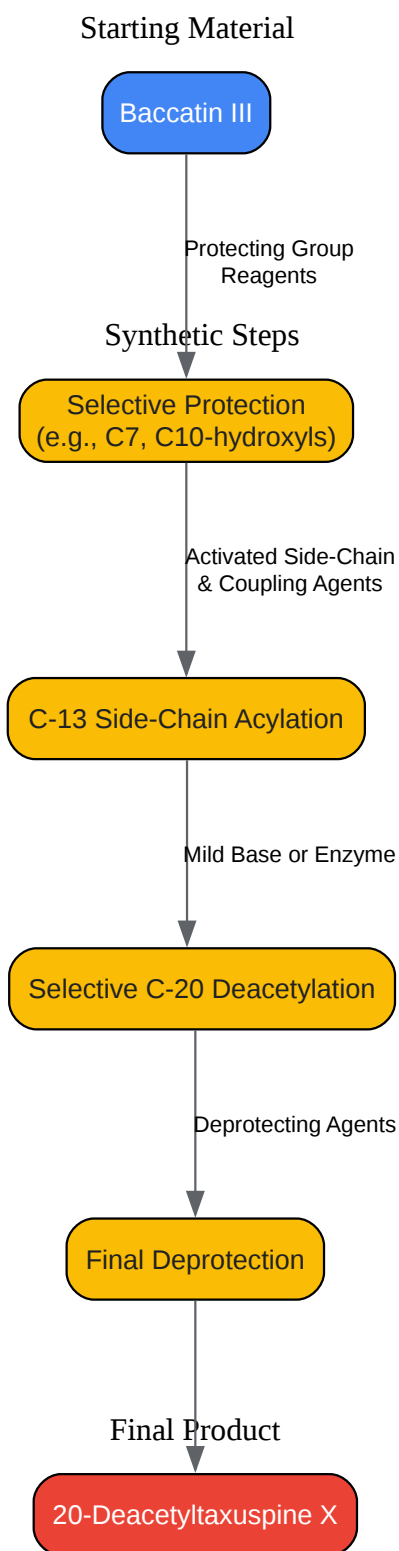 Starting Material
Baccatin III
Protecting Group
Reagents
Synthetic Steps
Selective Protection
(e.g., C7, C10-hydroxyls)
Activated Side-Chain
& Coupling Agents
C-13 Side-Chain Acylation
Mild Base or Enzyme
Selective C-20 Deacetylation
Deprotecting Agents
Final Deprotection
Final Product
20-Deacetyltaxuspine X